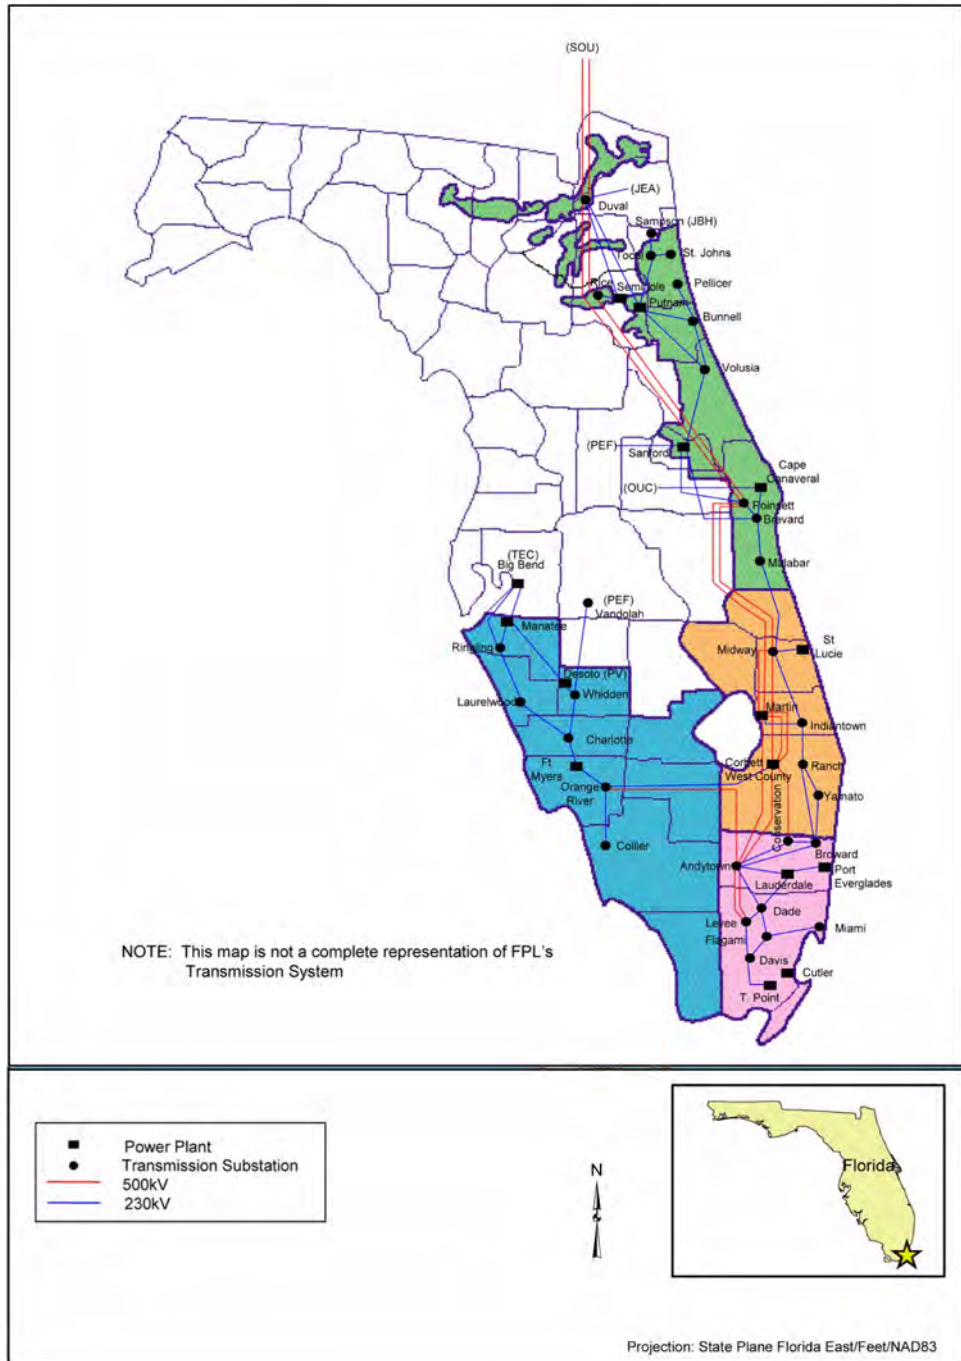 (SOU)
(JEA)
Duval
Sampson (JBH)
Tocoi
St. Johns
Rice
Seminole
Pellicer
Putnam
Bunnell
Volusia
(PEF)
Sanford
Cape
Canaveral
(OUC)
Poinsett
Brevard
Malabar
(TEC)
Big Bend
(PEF)
Vandolah
Manatee
Ringling
Midway
St
Lucie
Desoto (PV)
Whidden
Laurelwood
Martin
Indiantown
Charlotte
Ft
Myers
Corbett
West County
Ranch
Orange
River
Yamato
Conservation
Collier
Broward
Andytown
Port
Everglades
Lauderdale
Dade
Levee
Flagami
Miami
Davis
Cutler
T. Point
NOTE: This map is not a complete representation of FPL's
Transmission System
Power Plant
Transmission Substation
500kV
230kV
N
Florida
Projection: State Plane Florida East/Feet/NAD83